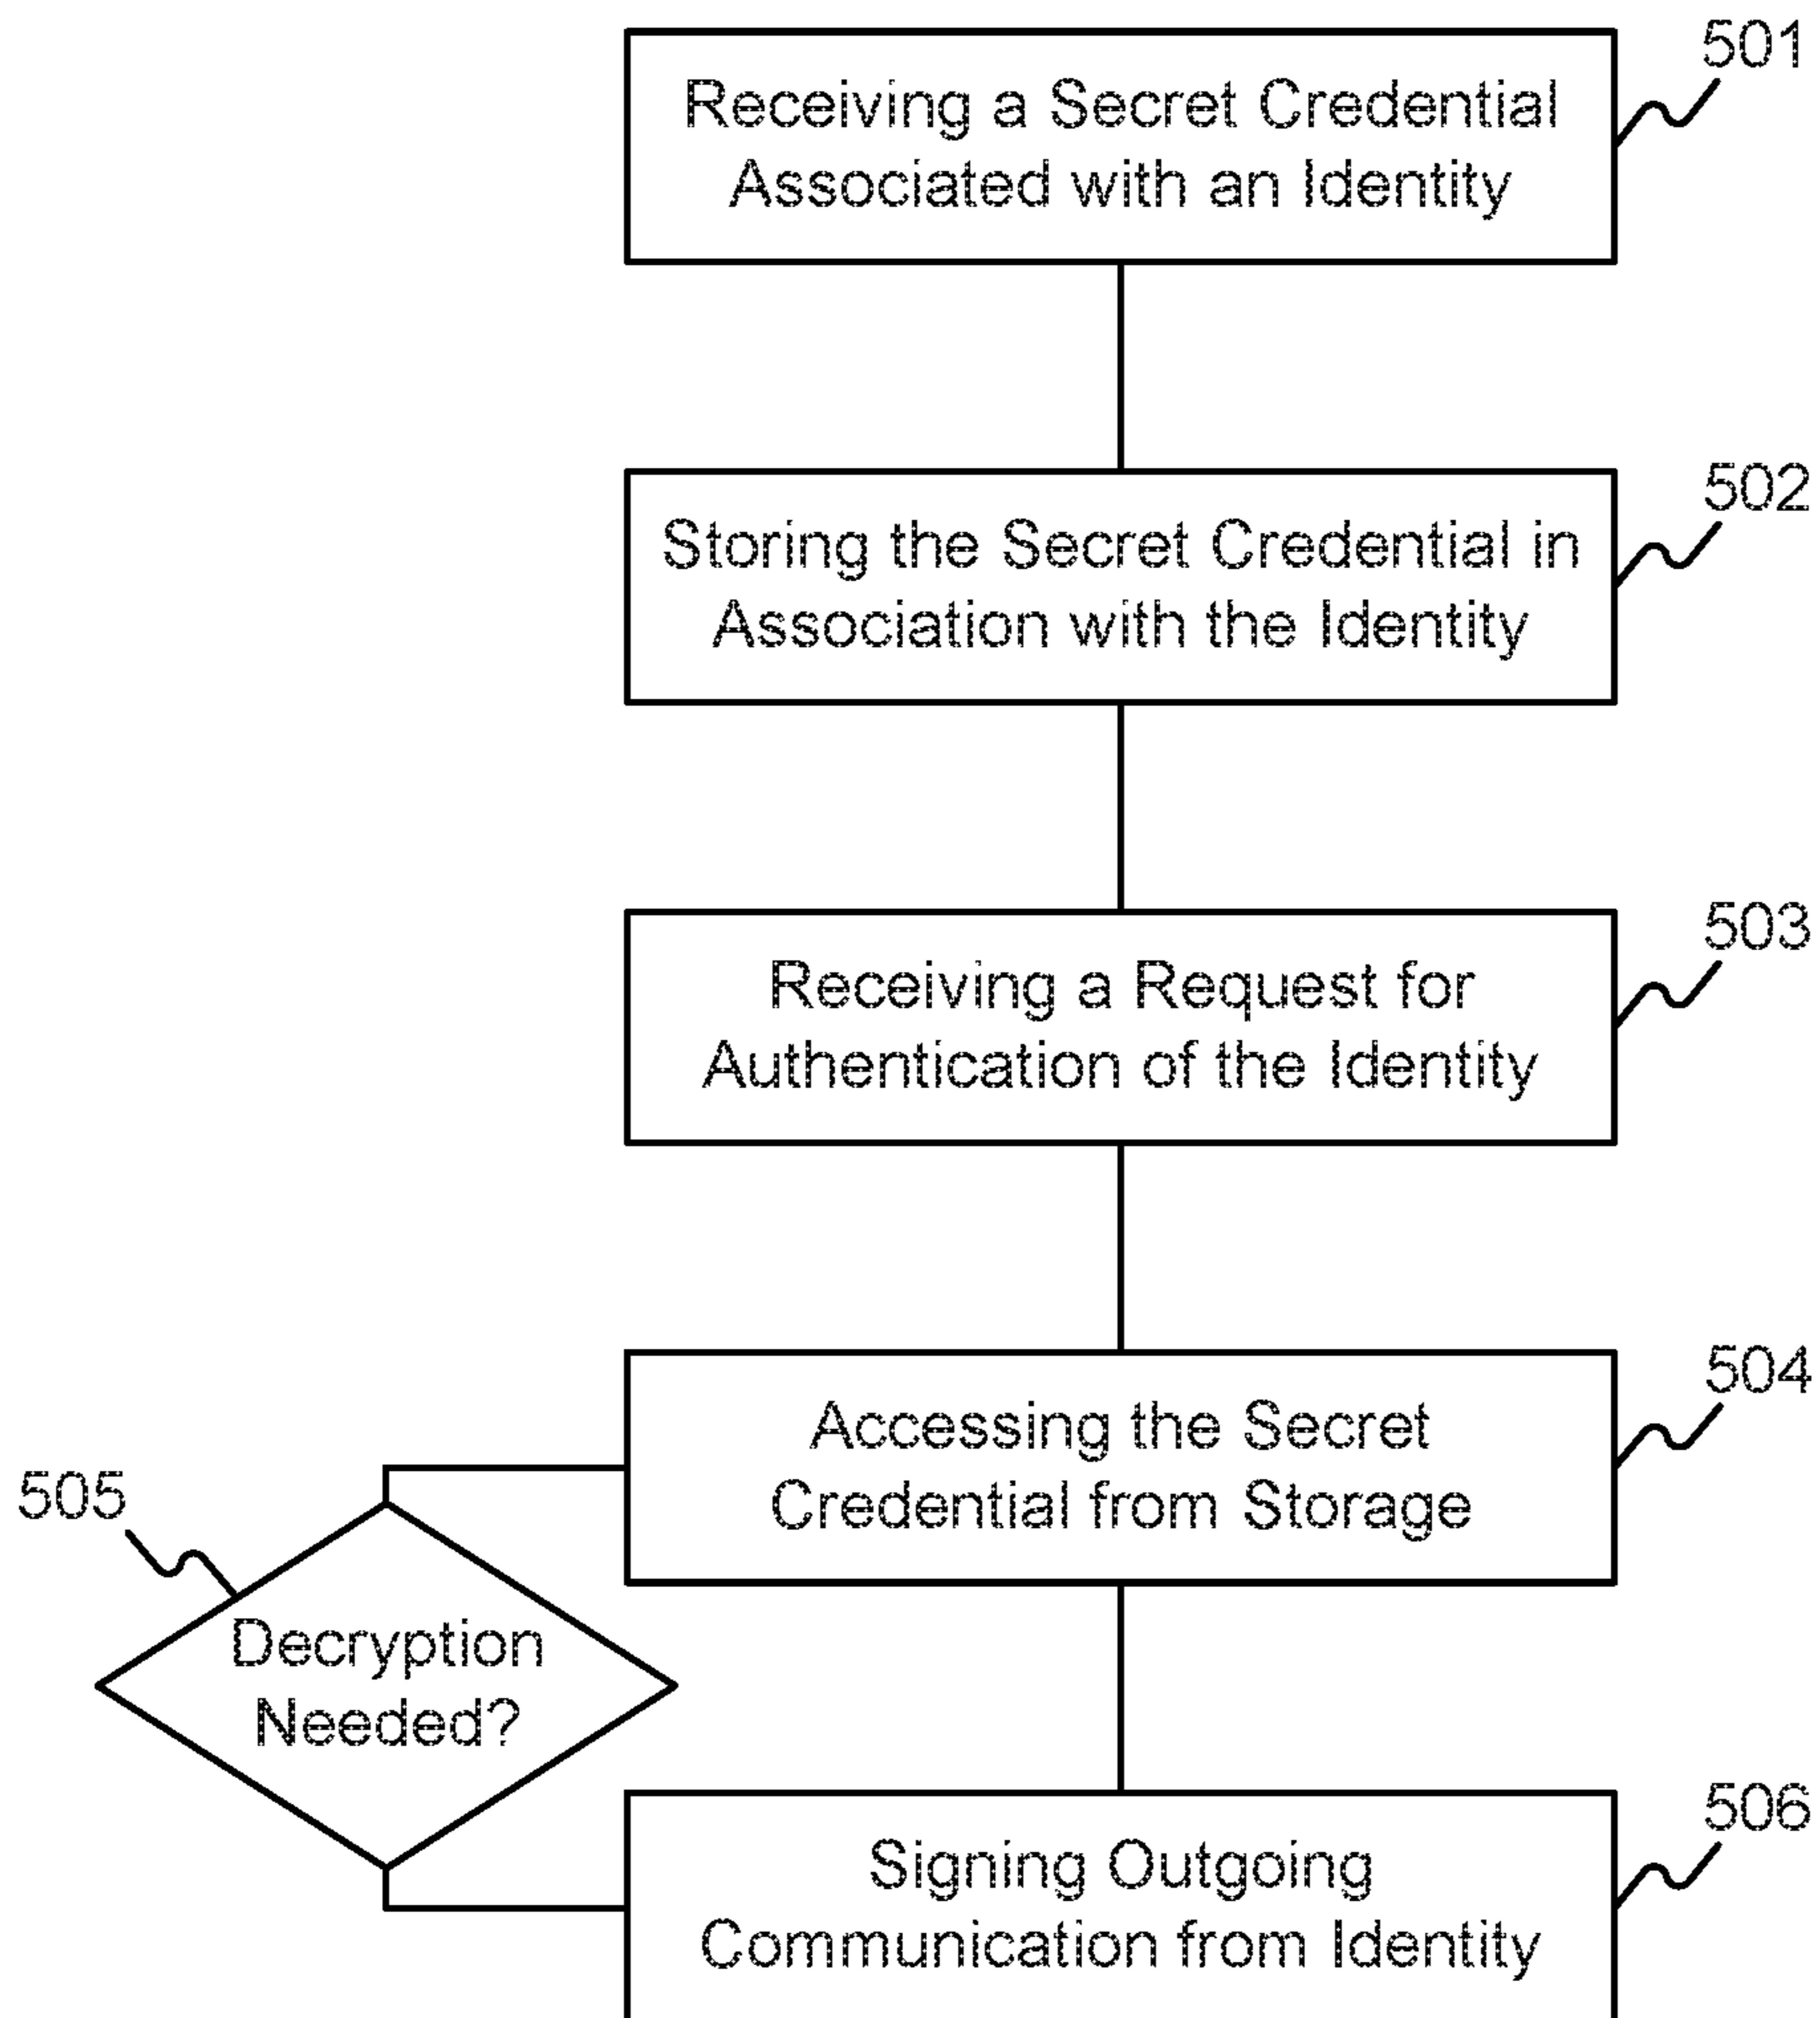 501
Receiving a Secret Credential
Associated with an Identity
502
Storing the Secret Credential in
Association with the Identity
503
Receiving a Request for
Authentication of the Identity
504
Accessing the Secret
Credential from Storage
505
Decryption
Needed?
506
Signing Outgoing
Communication from Identity